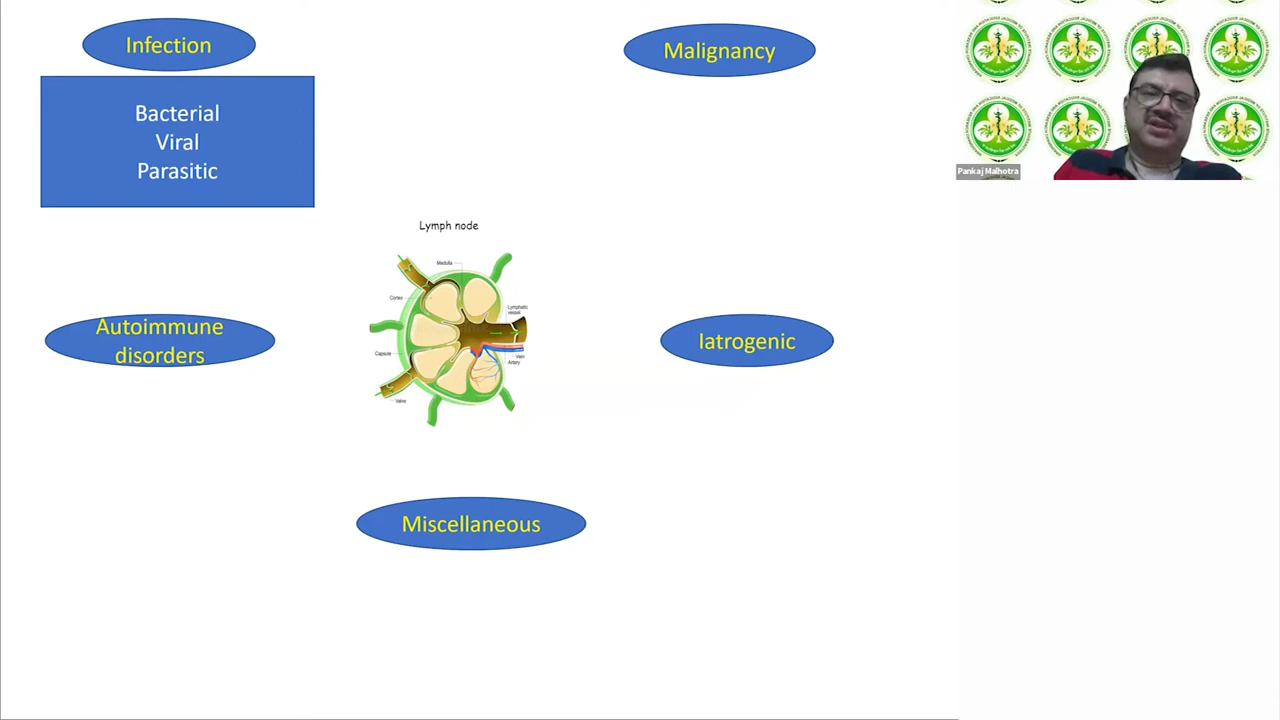 Infection
Malignancy
Bacterial
Viral
Parasitic
Pankaj Malhotra
Lymph node
Medulla
Cortex
Lymphatic
vessel
Capsule
Vein
Artery
Valve
Autoimmune
disorders
Iatrogenic
Miscellaneous